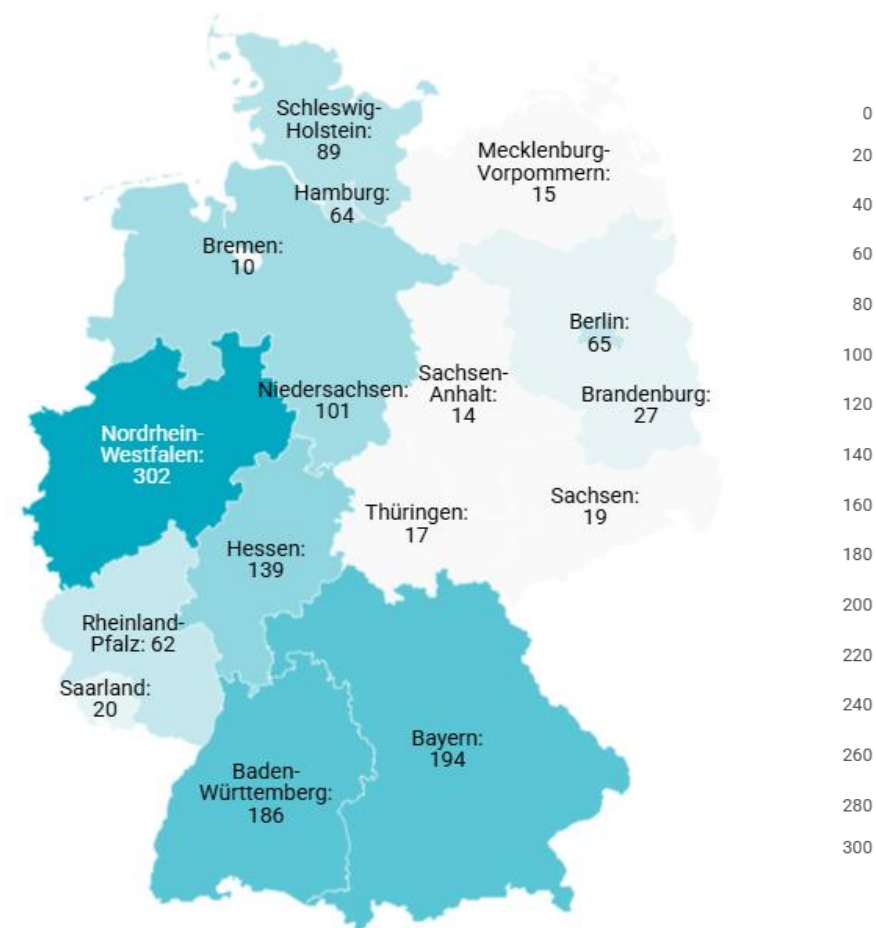 Schleswig-
Holstein:
89
Mecklenburg-
Vorpommern:
15
Hamburg:
64
Bremen:
10
Berlin:
65
Niedersachsen:
101
Sachsen-
Anhalt:
14
Brandenburg:
27
Nordrhein-
Westfalen:
302
Thüringen:
17
Sachsen:
19
Hessen:
139
Rheinland-
Pfalz: 62
Saarland:
20
Bayern:
194
Baden-
Württemberg:
186
0
20
40
60
80
100
120
140
160
180
200
220
240
260
280
300